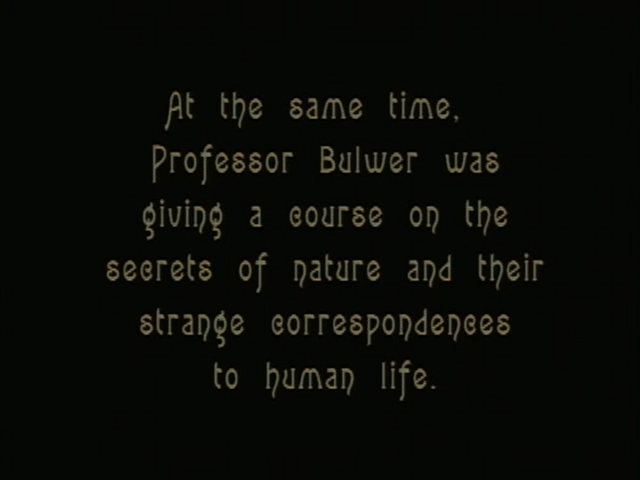 At the same time,
Professor Bulwer was
giving a course on the
secrets of nature and their
strange correspondences
to human life.